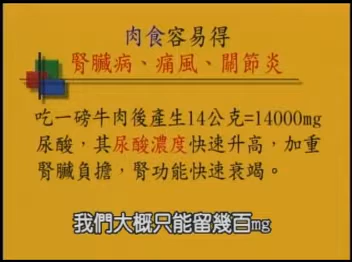 肉食容易得
腎臟病、痛風、關節炎
吃一磅牛肉後產生14公克=14000mg
尿酸，其尿酸濃度快速升高，加重
腎臟負擔，腎功能快速衰竭。
我們大概只能留幾百mg